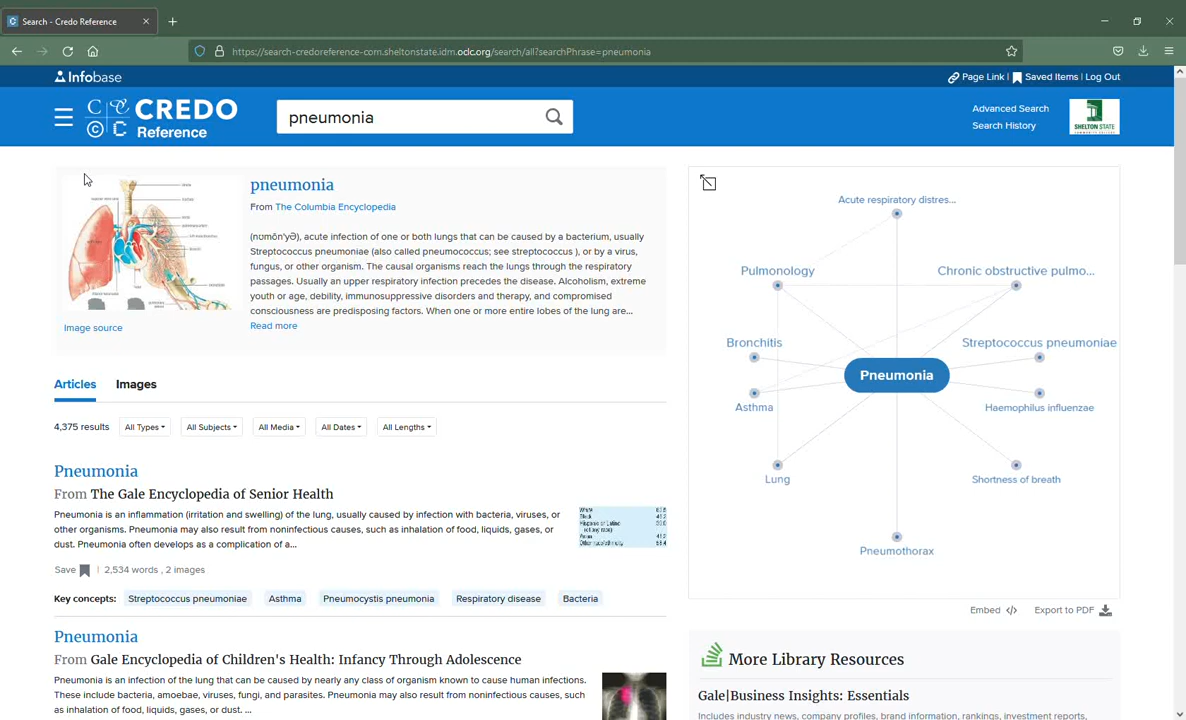 Search - Credo Reference
https://search-credoreference-com.sheltonstate.idm.oclc.org/search/all?searchPhrase=pneumonia
Infobase
Page Link | Saved Items | Log Out
CREDO
Reference
pneumonia
Advanced Search
Search History
SHELTON STATE
pneumonia
From The Columbia Encyclopedia
acute infection of one or both lungs that can be caused by a bacterium, usually
Streptococcus pneumoniae (also called pneumococcus; see streptococcus ), or by a virus,
fungus, or other organism. The causal organisms reach the lungs through the respiratory
passages. Usually an upper respiratory infection precedes the disease. Alcoholism, extreme
youth or age, debility, immunosuppressive disorders and therapy, and compromised
consciousness are predisposing factors. When one or more entire lobes of the lung are...
Read more
Image source
Articles
Images
4,375 results
All Types
All Subjects
All Media
All Dates
All Lengths
Pneumonia
From The Gale Encyclopedia of Senior Health
Pneumonia is an inflammation (irritation and swelling) of the lung, usually caused by infection with bacteria, viruses, or
other organisms. Pneumonia may also result from noninfectious causes, such as inhalation of food, liquids, gases, or
dust. Pneumonia often develops as a complication of a...
Save | 2,534 words , 2 images
Key concepts: Streptococcus pneumoniae Asthma Pneumocystis pneumonia Respiratory disease Bacteria
Pneumonia
From Gale Encyclopedia of Children's Health: Infancy Through Adolescence
Pneumonia is an infection of the lung that can be caused by nearly any class of organism known to cause human infections.
These include bacteria, amoebae, viruses, fungi, and parasites. Pneumonia may also result from noninfectious causes, such
as inhalation of food, liquids, gases, or dust. ...
Acute respiratory distres...
Pulmonology
Chronic obstructive pulmo...
Bronchitis
Streptococcus pneumoniae
Pneumonia
Asthma
Haemophilus influenzae
Lung
Shortness of breath
Pneumothorax
Embed </>
Export to PDF
More Library Resources
Gale|Business Insights: Essentials
Includes industry news, company profiles, brand information, rankings, investment reports,